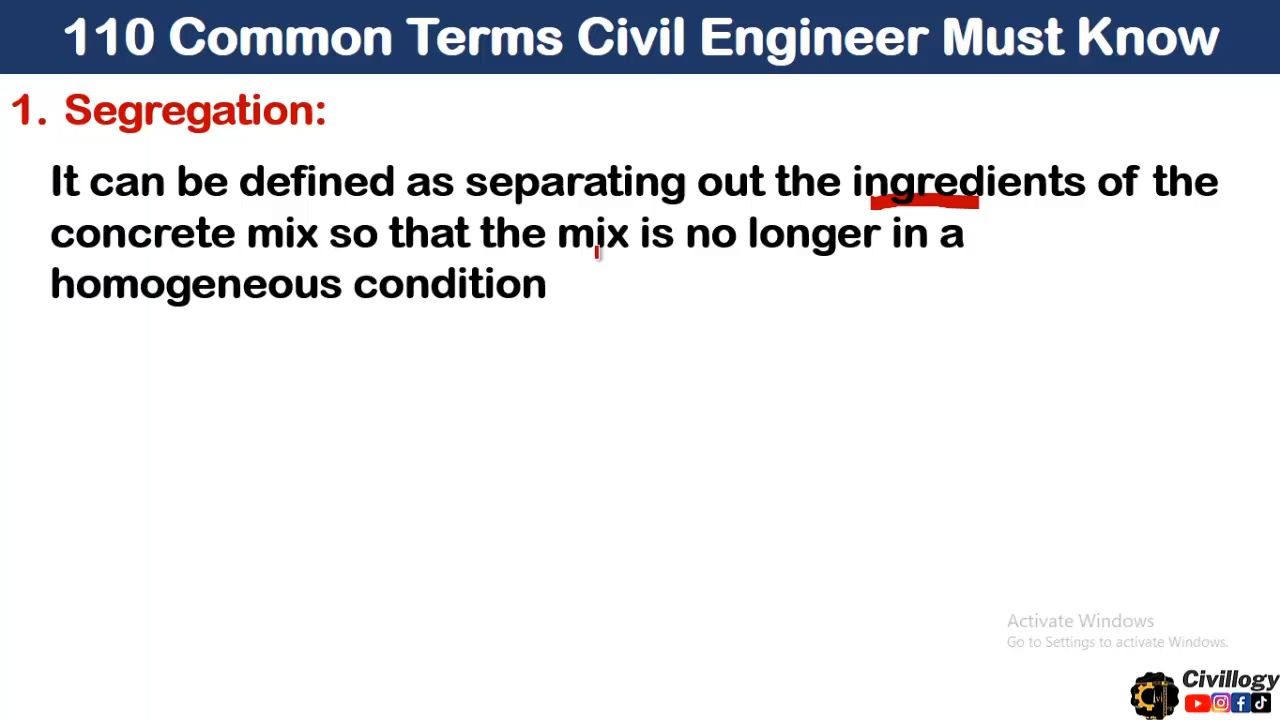 110 Common Terms Civil Engineer Must Know
1. Segregation:
It can be defined as separating out the ingredients of the
concrete mix so that the mix is no longer in a
homogeneous condition
Activate Windows
Go to Settings to activate Windows.
Civillogy